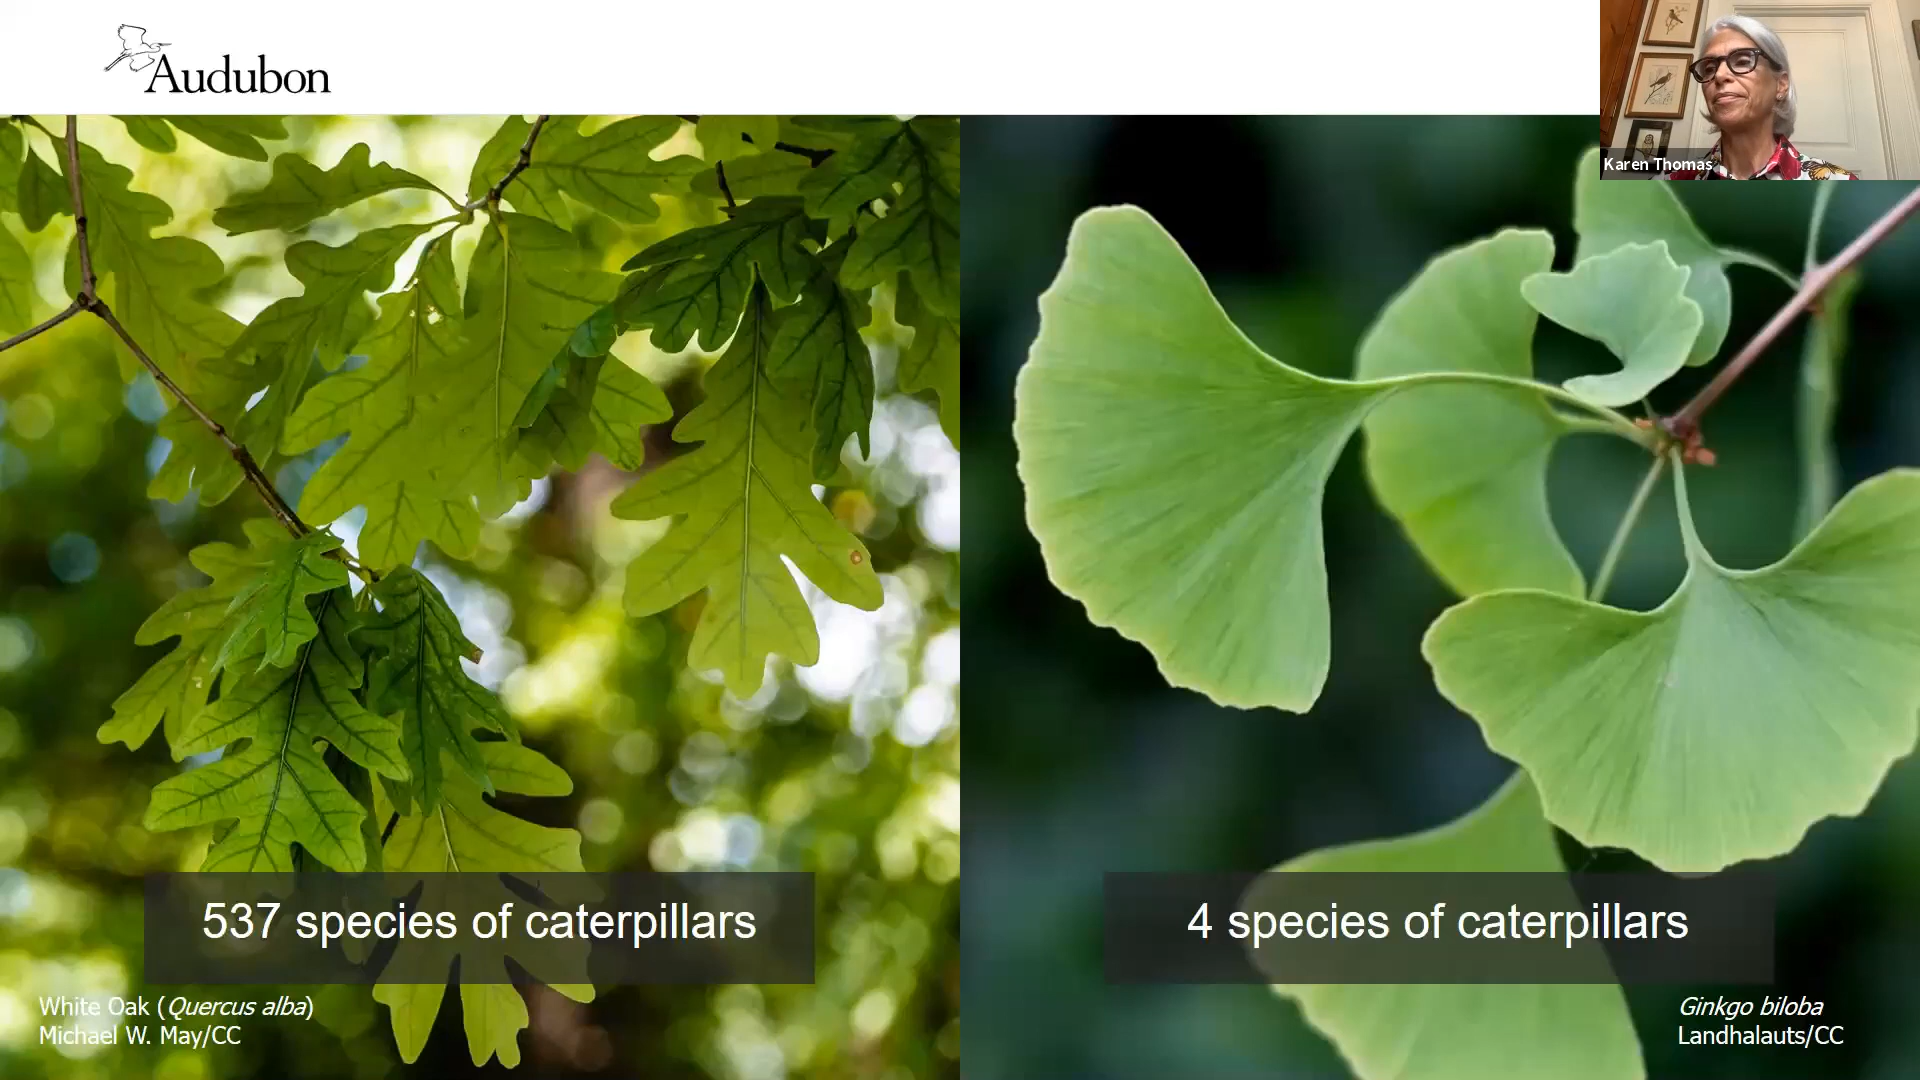 Audubon
Karen Thomas
537 species of caterpillars
4 species of caterpillars
White Oak (Quercus alba)
Michael W. May/CC
Ginkgo biloba
Landhalauts/CC